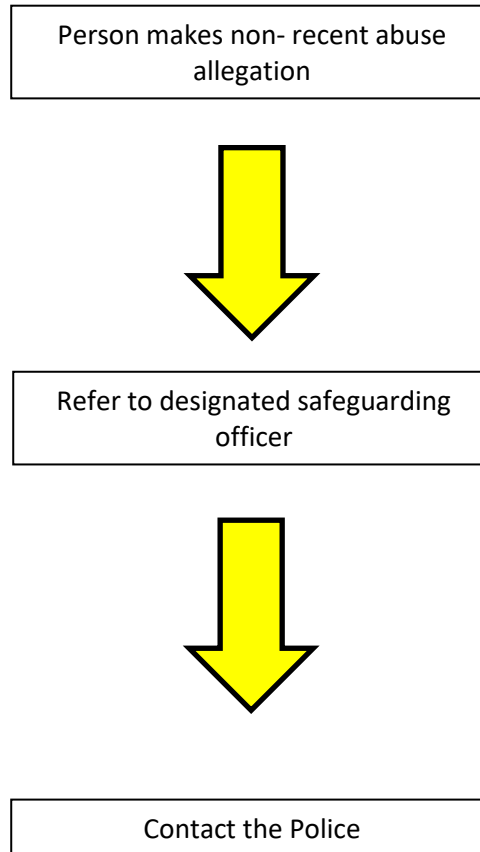 Person makes non- recent abuse
allegation
Refer to designated safeguarding
officer
Contact the Police